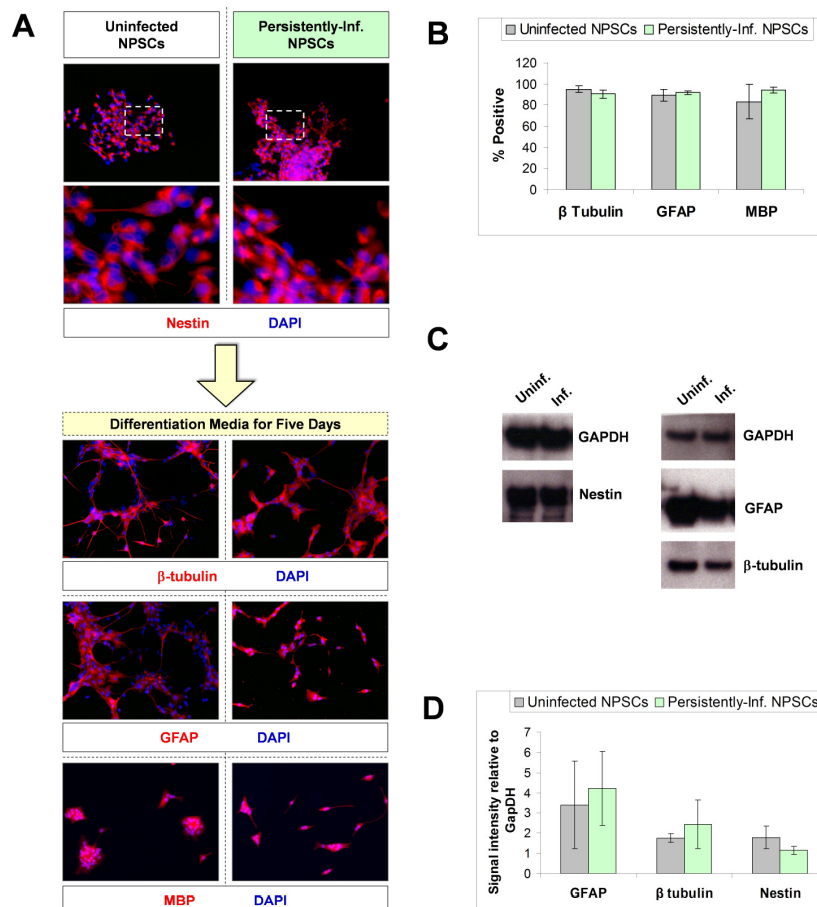 A
Uninfected NPSCs
Persistently-Inf. NPSCs
Nestin DAPI
Differentiation Media for Five Days
β-tubulin DAPI
GFAP DAPI
MBP DAPI
B
Uninfected NPSCs Persistently-Inf. NPSCs
% Positive
120
100
80
60
40
20
0
β Tubulin GFAP MBP
C
Uninf. Inf.
GAPDH
Nestin
Uninf. Inf.
GAPDH
GFAP
β-tubulin
D
Uninfected NPSCs Persistently-Inf. NPSCs
Signal intensity relative to
GapDH
7
6
5
4
3
2
1
0
GFAP β tubulin Nestin